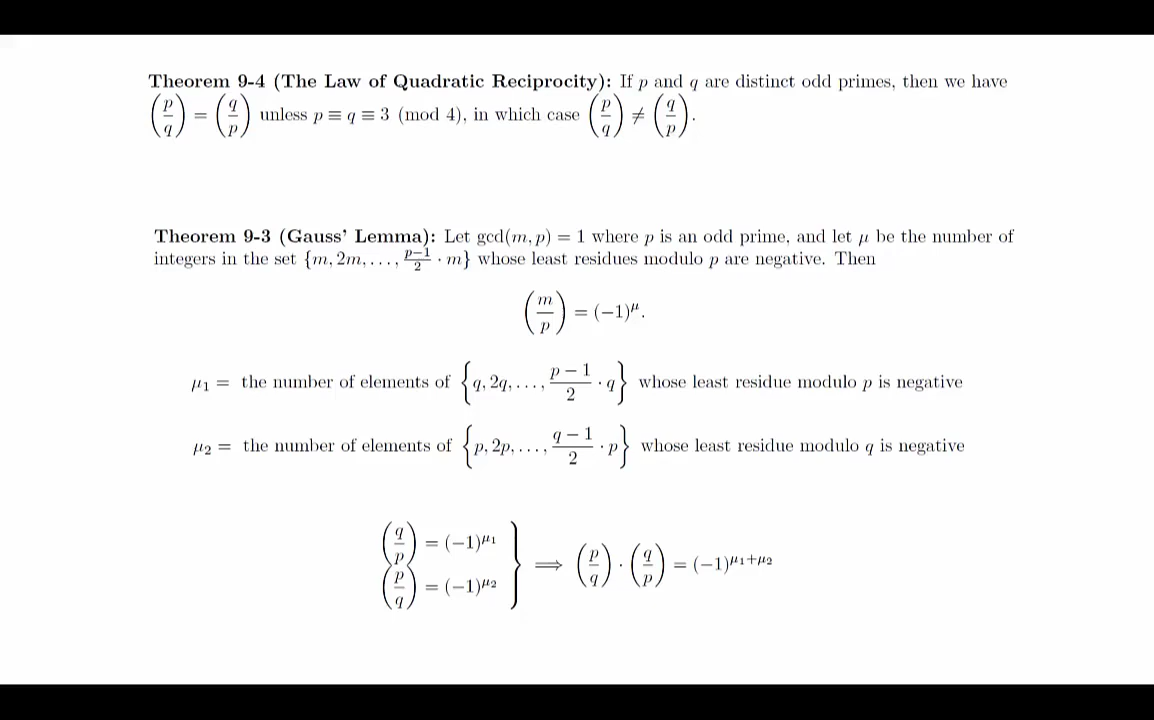 Theorem 9-4 (The Law of Quadratic Reciprocity): If p and q are distinct odd primes, then we have
(p/q) = (q/p) unless p ≡ q ≡ 3 (mod 4), in which case (p/q) ≠ (q/p).
Theorem 9-3 (Gauss' Lemma): Let gcd(m, p) = 1 where p is an odd prime, and let μ be the number of
integers in the set {m, 2m, . . . , (p−1)/2 · m} whose least residues modulo p are negative. Then
(m/p) = (−1)^μ.
μ₁ = the number of elements of {q, 2q, . . . , (p − 1)/2 · q} whose least residue modulo p is negative
μ₂ = the number of elements of {p, 2p, . . . , (q − 1)/2 · p} whose least residue modulo q is negative
(q/p) = (−1)^μ₁
(p/q) = (−1)^μ₂ } ⟹ (p/q) · (q/p) = (−1)^(μ₁+μ₂)